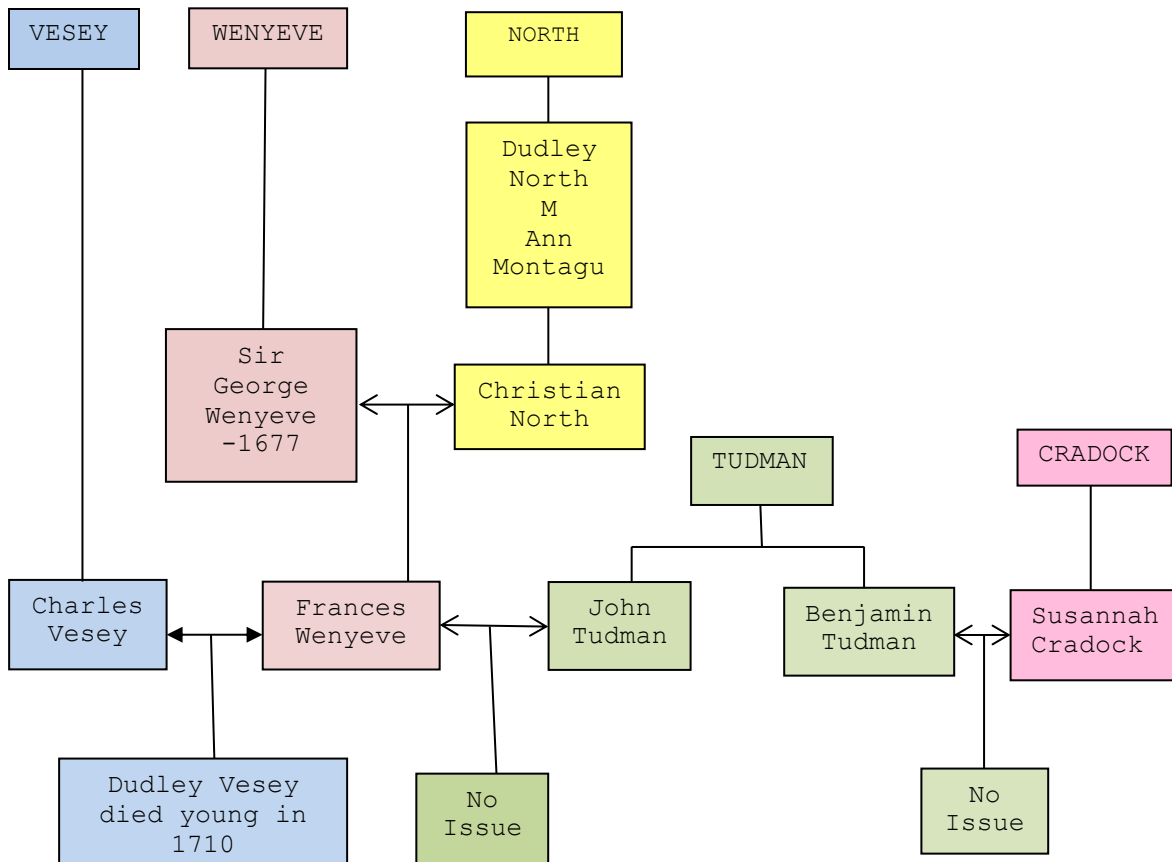 VESEY
WENYEVE
NORTH
Dudley
North
M
Ann
Montagu
Sir
George
Wenyeve
-1677
Christian
North
TUDMAN
CRADOCK
Charles
Vesey
Frances
Wenyeve
John
Tudman
Benjamin
Tudman
Susannah
Cradock
Dudley Vesey
died young in
1710
No
Issue
No
Issue